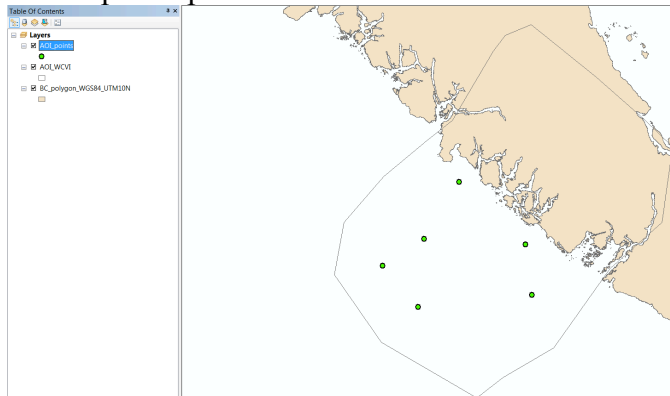 Table Of Contents
Layers
AOI_points
AOI_WCVI
BC_polygon_WGS84_UTM10N